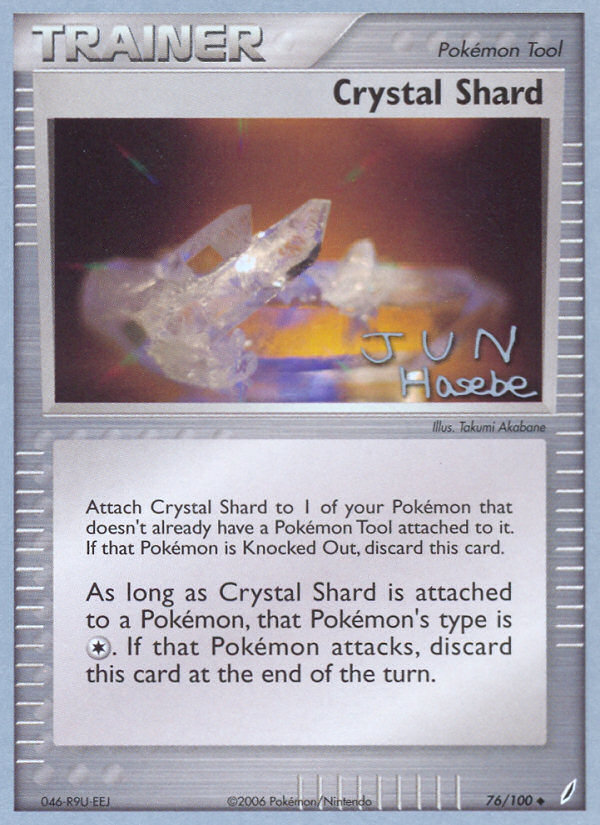 TRAINER
Pokémon Tool
Crystal Shard
JUN
Hasebe
Illus. Takumi Akabane
Attach Crystal Shard to 1 of your Pokémon that
doesn't already have a Pokémon Tool attached to it.
If that Pokémon is Knocked Out, discard this card.
As long as Crystal Shard is attached
to a Pokémon, that Pokémon's type is
. If that Pokémon attacks, discard
this card at the end of the turn.
046-R9U-EEJ
©2006 Pokémon/Nintendo
76/100